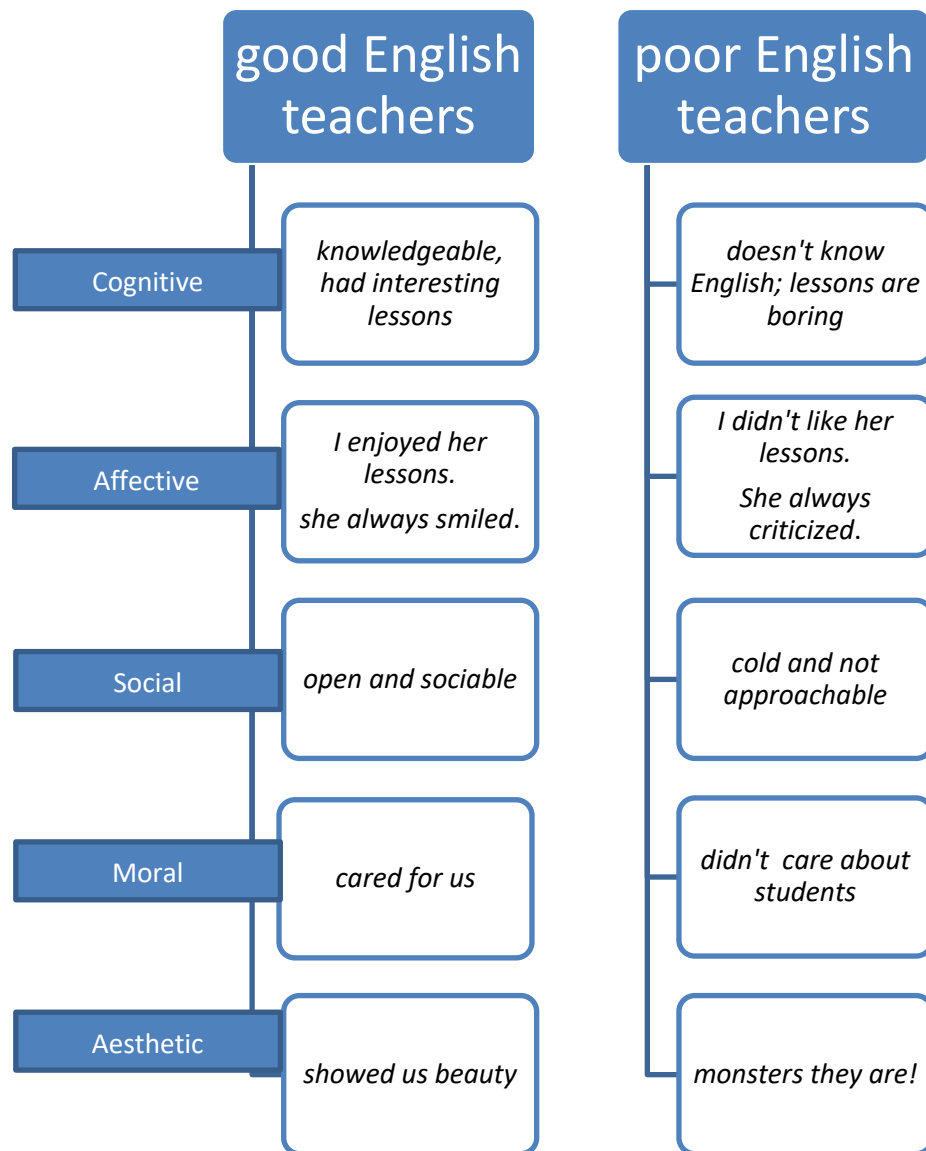 good English
teachers
poor English
teachers
Cognitive
knowledgeable,
had interesting
lessons
doesn't know
English; lessons are
boring
Affective
I enjoyed her
lessons.
she always smiled.
I didn't like her
lessons.
She always
criticized.
Social
open and sociable
cold and not
approachable
Moral
cared for us
didn't  care about
students
Aesthetic
showed us beauty
monsters they are!